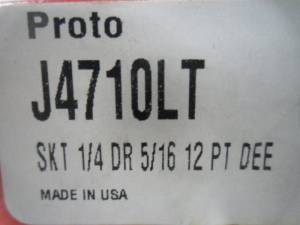 Proto
J4710LT
SKT 1/4 DR 5/16 12 PT DEE
MADE IN USA